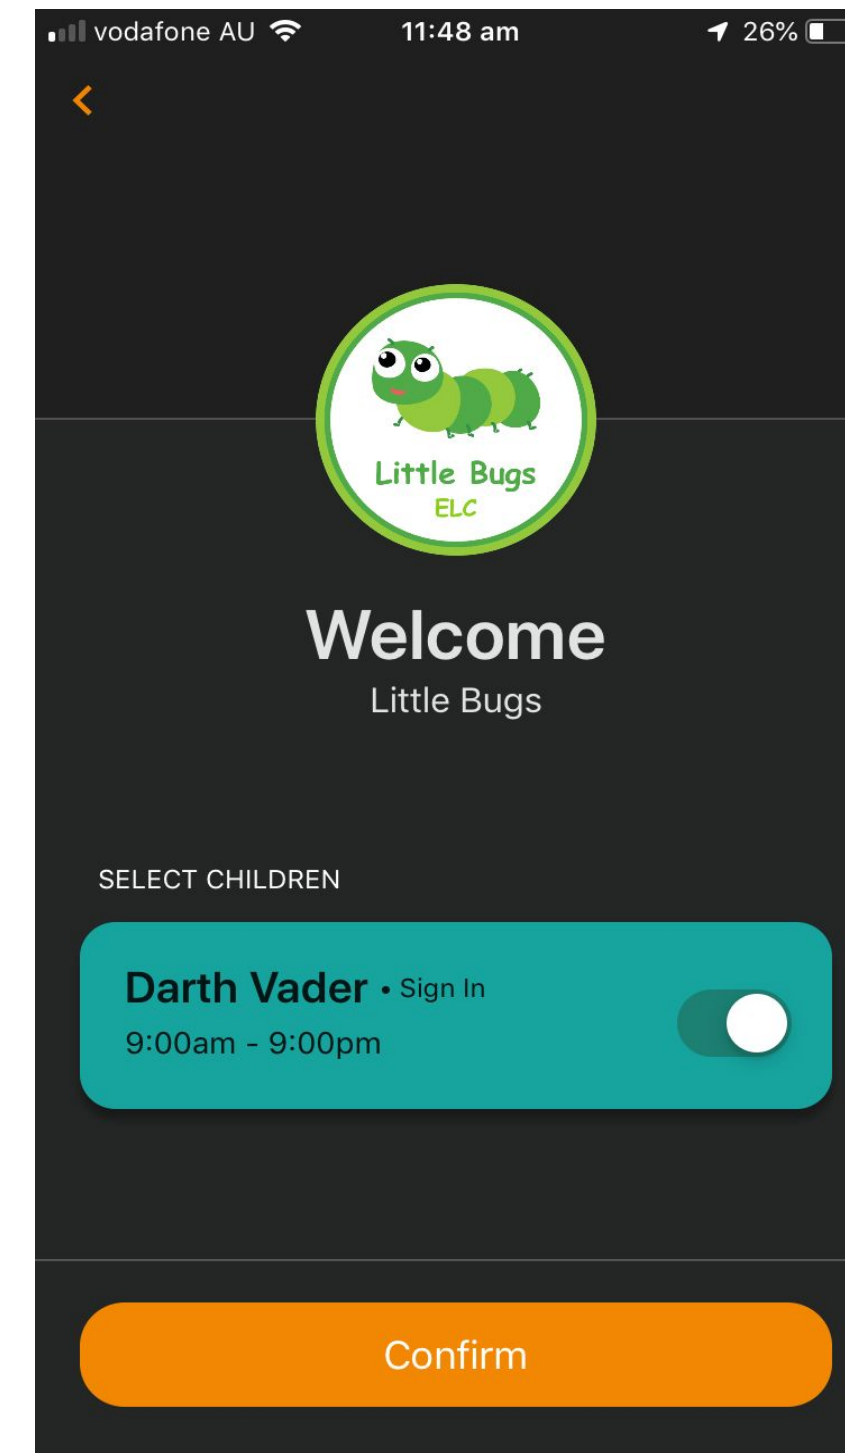 vodafone AU 11:48 am 26%
Little Bugs
ELC
Welcome
Little Bugs
SELECT CHILDREN
Darth Vader • Sign In
9:00am - 9:00pm
Confirm